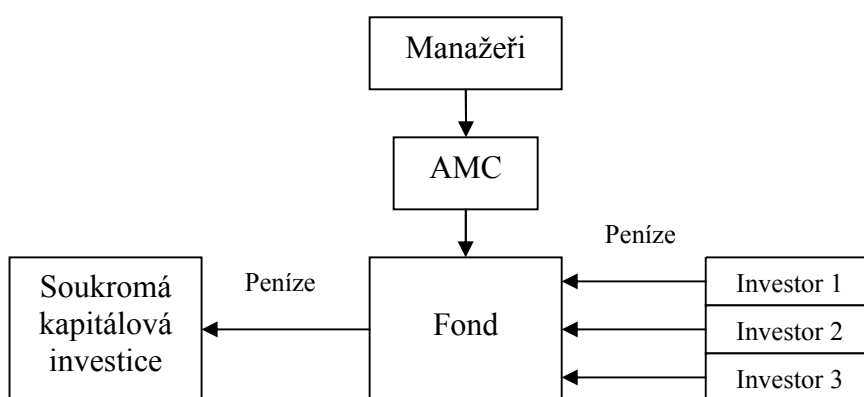 Manažeři
AMC
Peníze
Soukromá
kapitálová
investice
Peníze
Fond
Investor 1
Investor 2
Investor 3